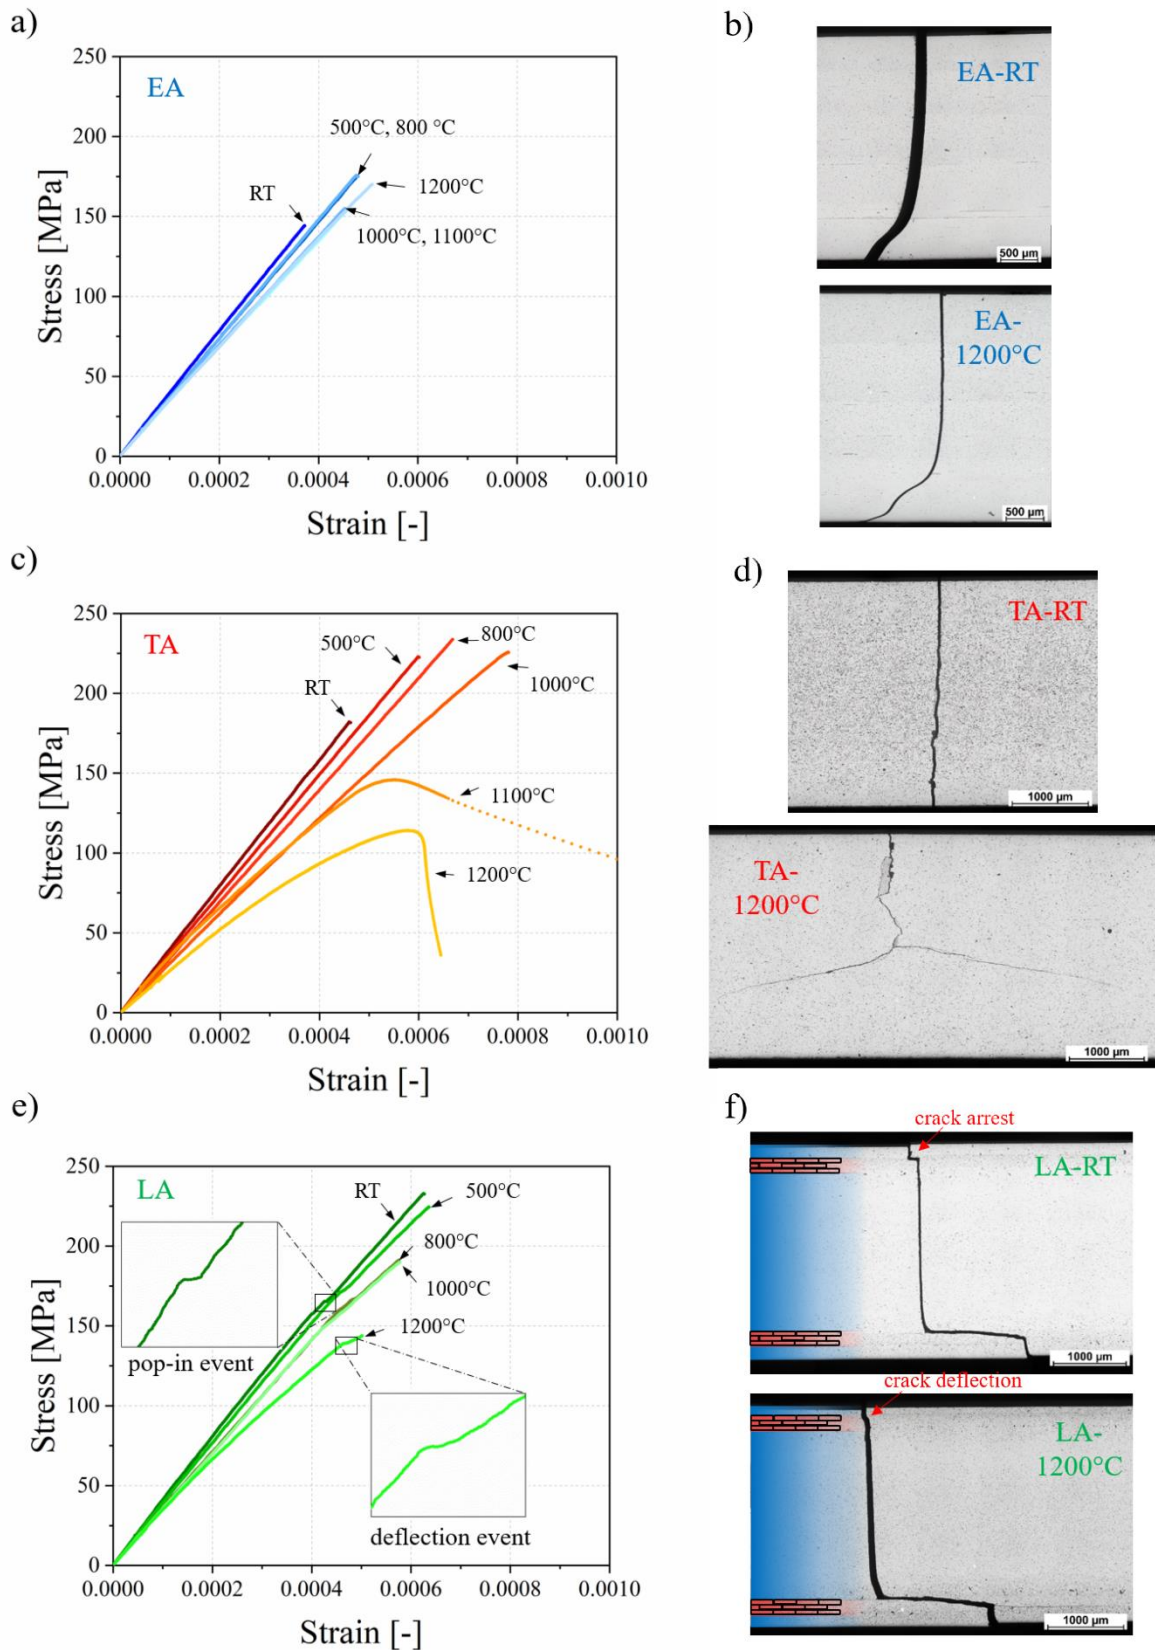 a)
EA
250
200
150
100
50
0
Stress [MPa]
500°C, 800 °C
RT
1200°C
1000°C, 1100°C
0.0000
0.0002
0.0004
0.0006
0.0008
0.0010
Strain [-]
b)
EA-RT
500 µm
EA-
1200°C
500 µm
c)
TA
250
200
150
100
50
0
Stress [MPa]
500°C
800°C
RT
1000°C
1100°C
1200°C
0.0000
0.0002
0.0004
0.0006
0.0008
0.0010
Strain [-]
d)
TA-RT
1000 µm
TA-
1200°C
1000 µm
e)
LA
250
200
150
100
50
0
Stress [MPa]
RT
500°C
800°C
1000°C
1200°C
pop-in event
deflection event
0.0000
0.0002
0.0004
0.0006
0.0008
0.0010
Strain [-]
f)
crack arrest
LA-RT
1000 µm
crack deflection
LA-
1200°C
1000 µm